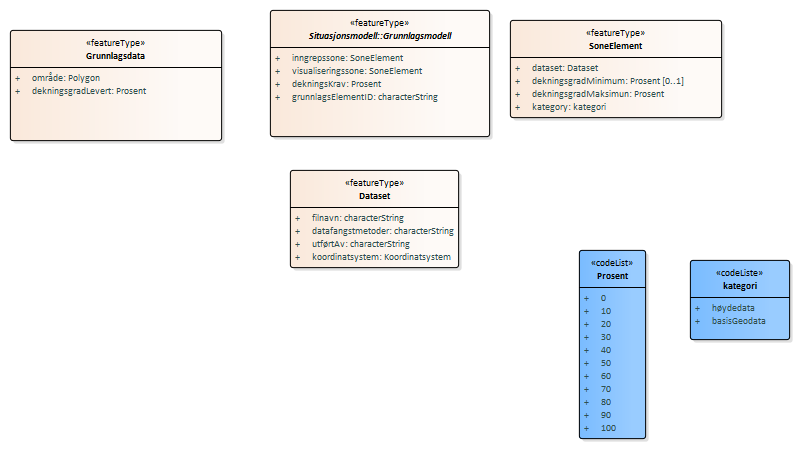 «featureType»
Grunnlagsdata
+ område: Polygon
+ dekningsgradLevert: Prosent
«featureType»
Situasjonsmodell::Grunnlagsmodell
+ inngrepssone: SoneElement
+ visualiseringssone: SoneElement
+ dekningsKrav: Prosent
+ grunnlagsElementID: characterString
«featureType»
SoneElement
+ dataset: Dataset
+ dekningsgradMinimum: Prosent [0..1]
+ dekningsgradMaksimun: Prosent
+ kategory: kategori
«featureType»
Dataset
+ filnavn: characterString
+ datafangstmetoder: characterString
+ utførtAv: characterString
+ koordinatsystem: Koordinatsystem
«codeList»
Prosent
+ 0
+ 10
+ 20
+ 30
+ 40
+ 50
+ 60
+ 70
+ 80
+ 90
+ 100
«codeListe»
kategori
+ høydedata
+ basisGeodata